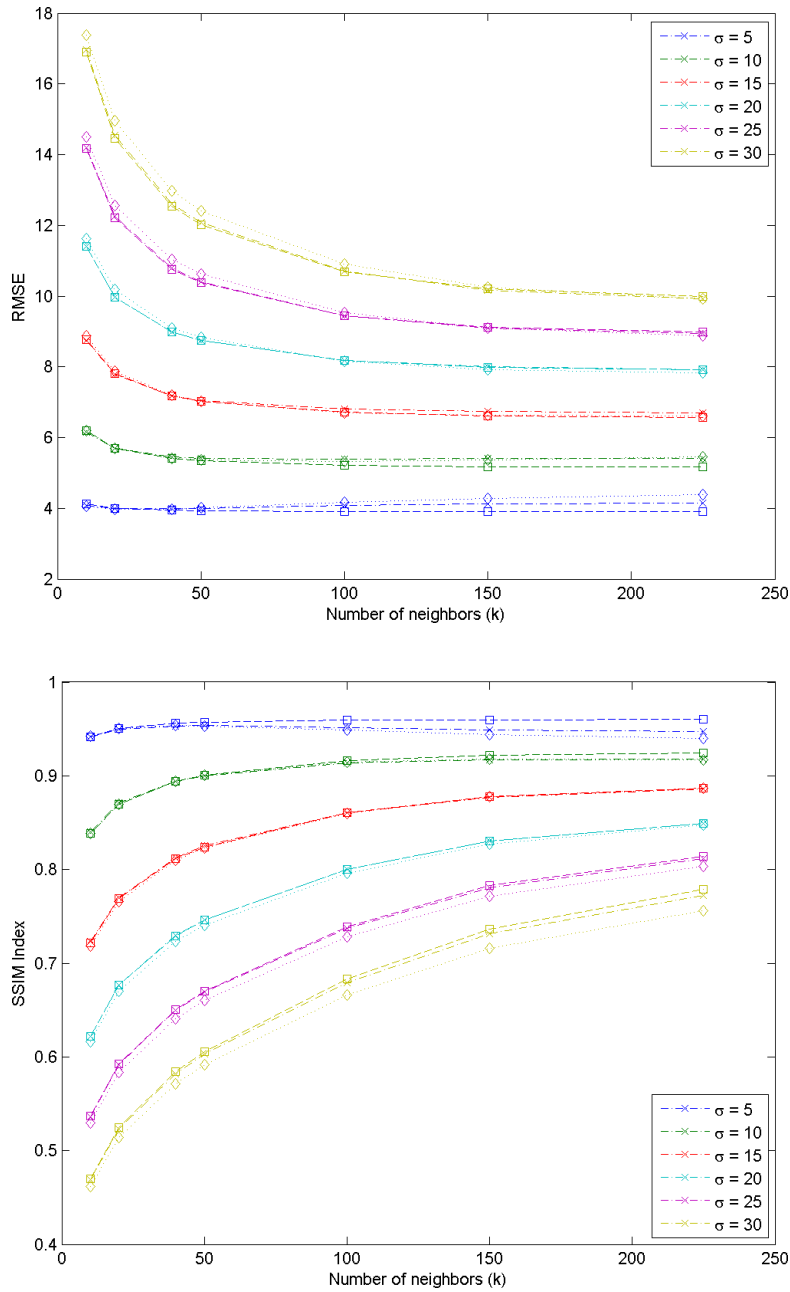 18
16
14
12
10
8
6
4
2
RMSE
0
50
100
150
200
250
Number of neighbors (k)
σ = 5
σ = 10
σ = 15
σ = 20
σ = 25
σ = 30
1
0.9
0.8
0.7
0.6
0.5
0.4
SSIM Index
0
50
100
150
200
250
Number of neighbors (k)
σ = 5
σ = 10
σ = 15
σ = 20
σ = 25
σ = 30